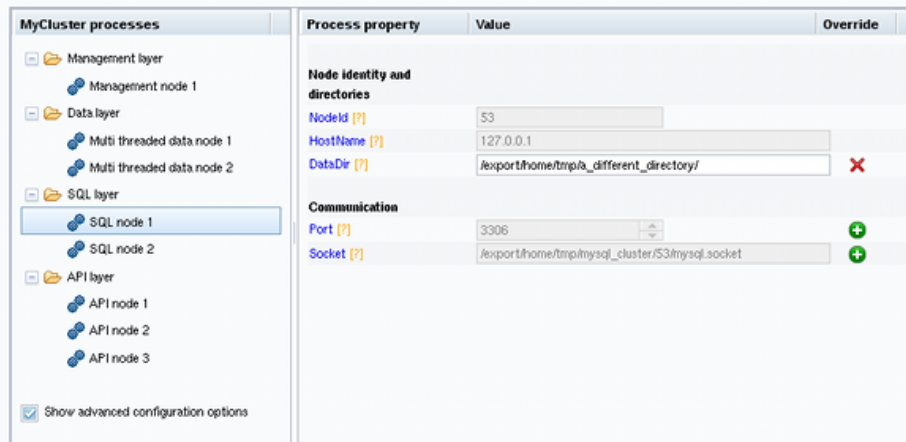 MyCluster processes
Management layer
Management node 1
Data layer
Multi threaded data node 1
Multi threaded data node 2
SQL layer
SQL node 1
SQL node 2
API layer
API node 1
API node 2
API node 3
Show advanced configuration options
Process property Value Override
Node identity and
directories
NodeId [?] 53
HostName [?] 127.0.0.1
DataDir [?] /export/home/tmp/a_different_directory/
Communication
Port [?] 3306
Socket [?] /export/home/tmp/mysql_cluster/53/mysql.socket